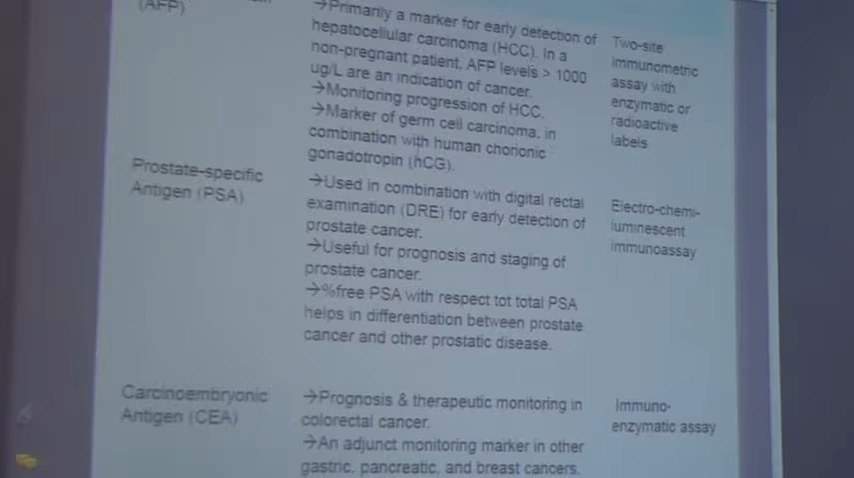 (AFP)
→Primarily a marker for early detection of
hepatocellular carcinoma (HCC). In a
non-pregnant patient, AFP levels > 1000
ug/L are an indication of cancer.
→Monitoring progression of HCC.
→Marker of germ cell carcinoma, in
combination with human chorionic
gonadotropin (hCG).
Two-site
immunometric
assay with
enzymatic or
radioactive
labels
Prostate-specific
Antigen (PSA)
→Used in combination with digital rectal
examination (DRE) for early detection of
prostate cancer.
→Useful for prognosis and staging of
prostate cancer.
→%free PSA with respect tot total PSA
helps in differentiation between prostate
cancer and other prostatic disease.
Electro-chemi-
luminescent
immunoassay
Carcinoembryonic
Antigen (CEA)
→Prognosis & therapeutic monitoring in
colorectal cancer.
→An adjunct monitoring marker in other
gastric, pancreatic, and breast cancers.
Immuno-
enzymatic assay